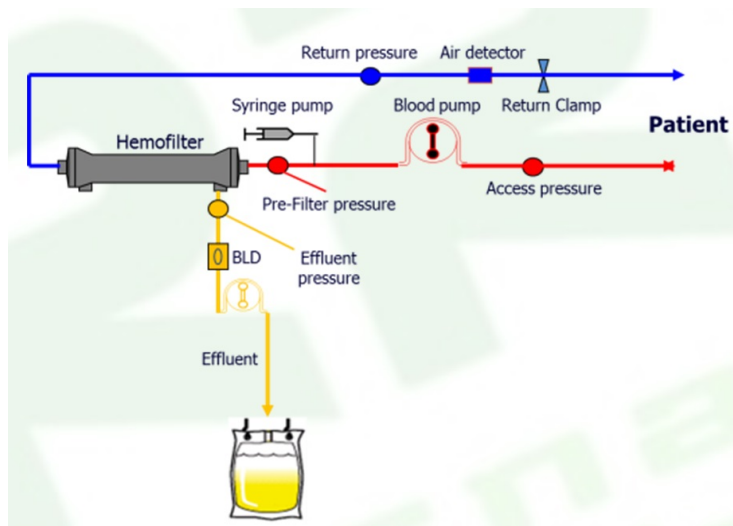 Return pressure
Air detector
Syringe pump
Blood pump
Return Clamp
Patient
Hemofilter
Pre-Filter pressure
Access pressure
BLD
Effluent
pressure
Effluent